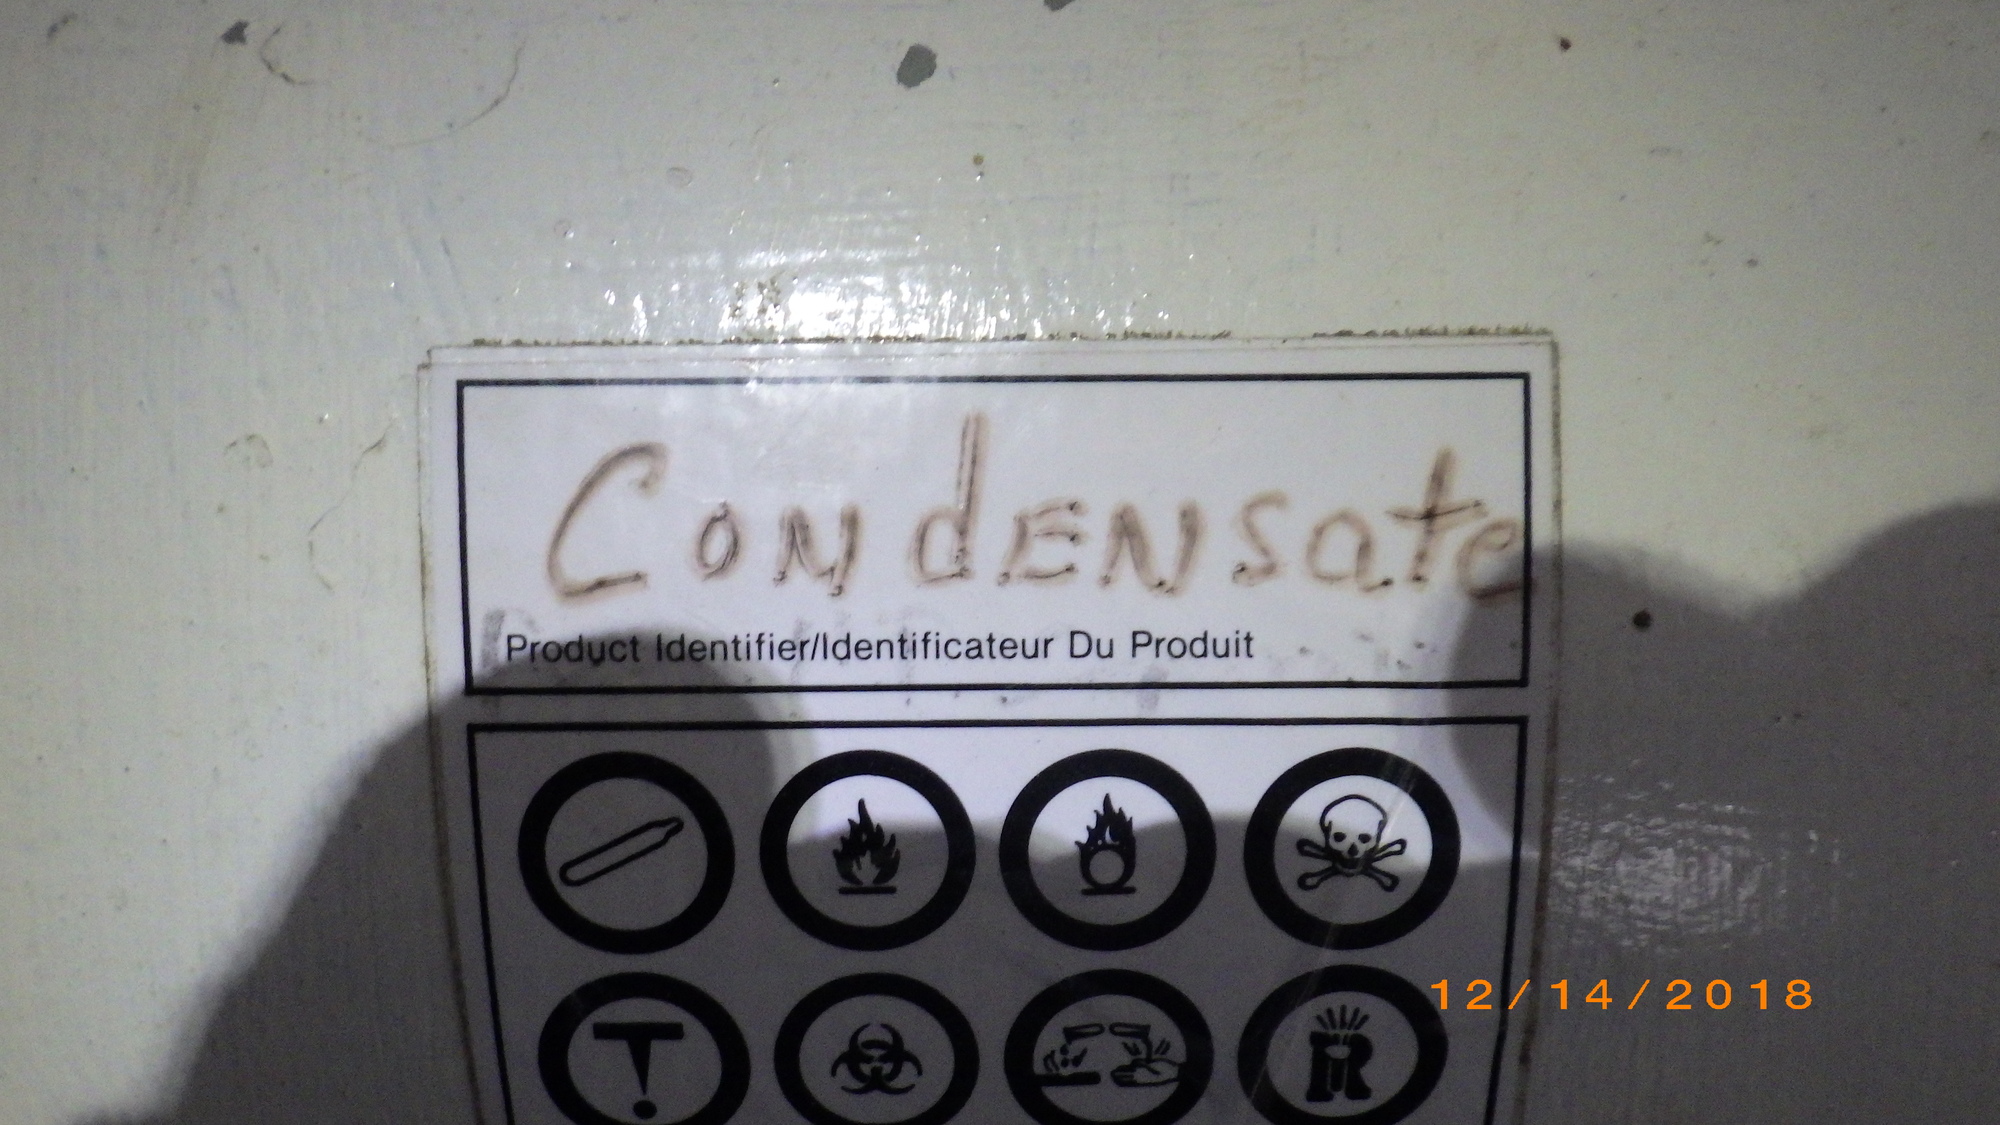 CondENsate
Product Identifier/Identificateur Du Produit
12/14/2018